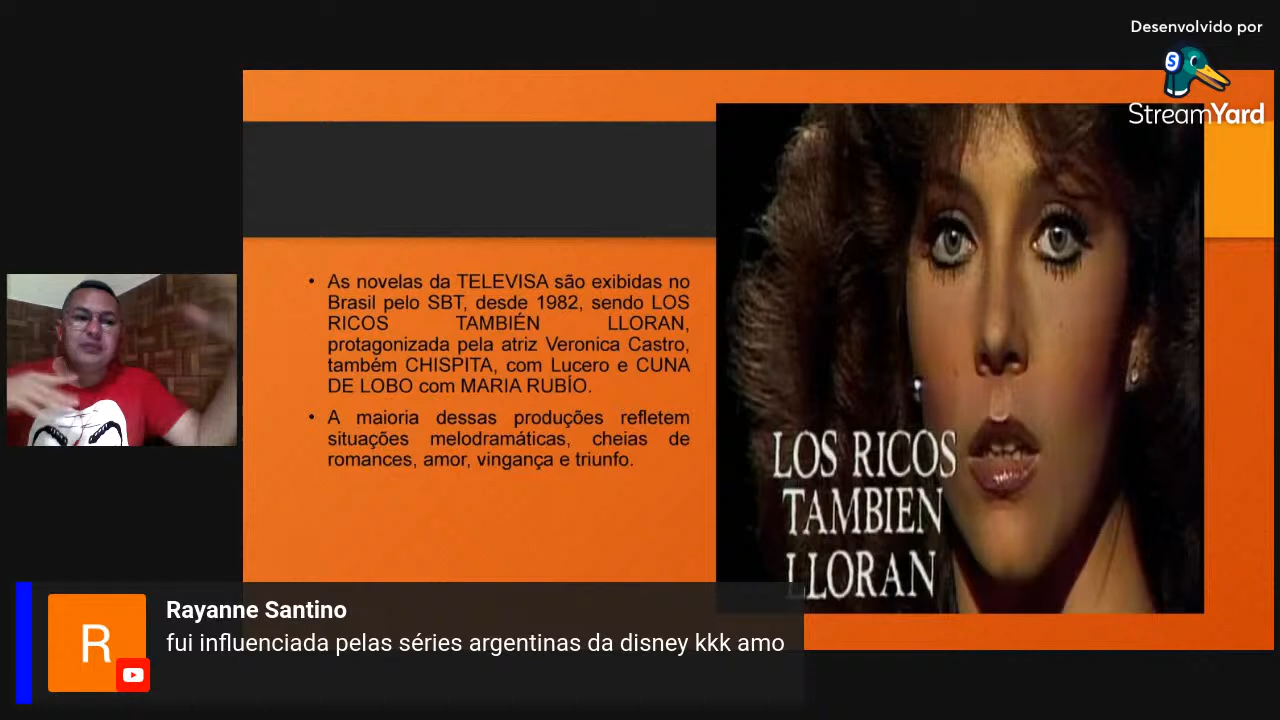 Desenvolvido por
StreamYard
• As novelas da TELEVISA são exibidas no
Brasil pelo SBT, desde 1982, sendo LOS
RICOS TAMBIÉN LLORAN,
protagonizada pela atriz Veronica Castro,
também CHISPITA, com Lucero e CUNA
DE LOBO com MARIA RUBÍO.
• A maioria dessas produções refletem
situações melodramáticas, cheias de
romances, amor, vingança e triunfo.
LOS RICOS
TAMBIEN
LLORAN
R
Rayanne Santino
fui influenciada pelas séries argentinas da disney kkk amo